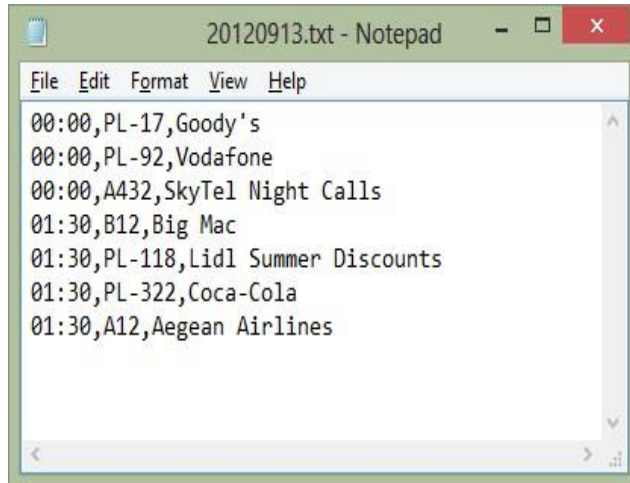 20120913.txt - Notepad
File Edit Format View Help
00:00,PL-17,Goody's
00:00,PL-92,Vodafone
00:00,A432,SkyTel Night Calls
01:30,B12,Big Mac
01:30,PL-118,Lidl Summer Discounts
01:30,PL-322,Coca-Cola
01:30,A12,Aegean Airlines